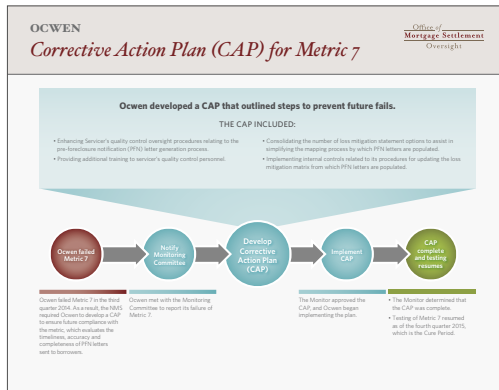 OCWEN
Corrective Action Plan (CAP) for Metric 7
Office of
Mortgage Settlement
Oversight
Ocwen developed a CAP that outlined steps to prevent future fails.
THE CAP INCLUDED:
• Enhancing Servicer's quality control oversight procedures relating to the
pre-foreclosure notification (PFN) letter generation process.
• Providing additional training to servicer's quality control personnel.
• Consolidating the number of loss mitigation statement options to assist in
simplifying the mapping process by which PFN letters are populated.
• Implementing internal controls related to its procedures for updating the loss
mitigation matrix from which PFN letters are populated.
Ocwen failed
Metric 7
Notify
Monitoring
Committee
Develop
Corrective
Action Plan
(CAP)
Implement
CAP
CAP
complete
and testing
resumes
Ocwen failed Metric 7 in the third
quarter 2014. As a result, the NMS
required Ocwen to develop a CAP
to ensure future compliance with
the metric, which evaluates the
timeliness, accuracy and
completeness of PFN letters
sent to borrowers.
Ocwen met with the Monitoring
Committee to report its failure of
Metric 7.
The Monitor approved the
CAP, and Ocwen began
implementing the plan.
• The Monitor determined that
the CAP was complete.
• Testing of Metric 7 resumed
as of the fourth quarter 2015,
which is the Cure Period.